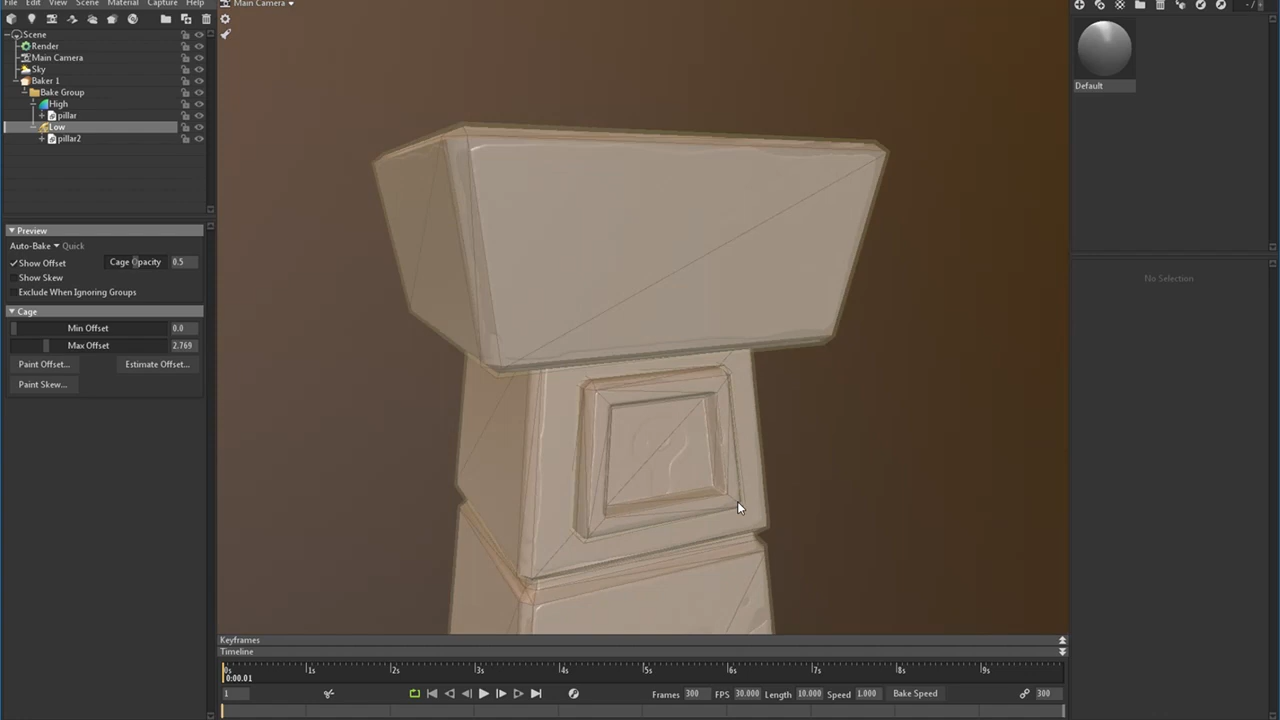 File Edit View Scene Material Capture Help
Main Camera
Scene
Render
Main Camera
Sky
Baker 1
Bake Group
High
pillar
Low
pillar2
Default
Preview
Auto-Bake Quick
Show Offset Cage Opacity 0.5
Show Skew
Exclude When Ignoring Groups
No Selection
Cage
Min Offset 0.0
Max Offset 2.769
Paint Offset... Estimate Offset...
Paint Skew...
Keyframes
Timeline
0s 1s 2s 3s 4s 5s 6s 7s 8s 9s
0:00.01
1 Frames 300 FPS 30.000 Length 10.000 Speed 1.000 Bake Speed 300